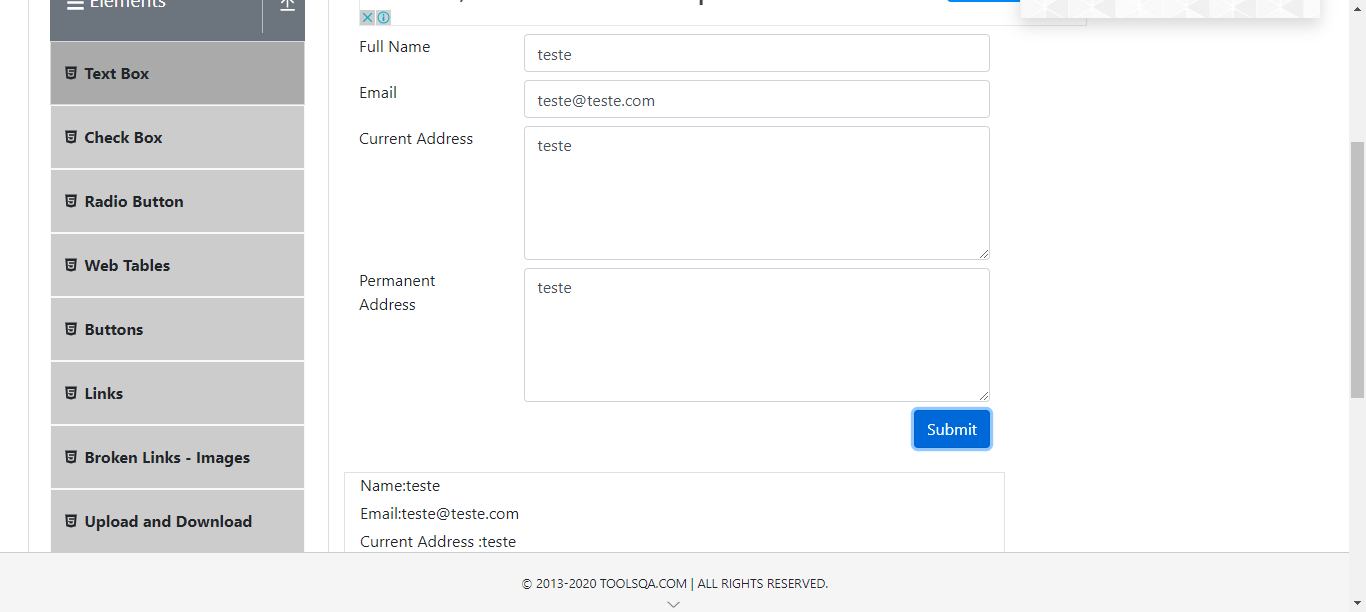 Elements
Text Box
Check Box
Radio Button
Web Tables
Buttons
Links
Broken Links - Images
Upload and Download
Full Name
teste
Email
teste@teste.com
Current Address
teste
Permanent
Address
teste
Submit
Name:teste
Email:teste@teste.com
Current Address :teste
© 2013-2020 TOOLSQA.COM | ALL RIGHTS RESERVED.